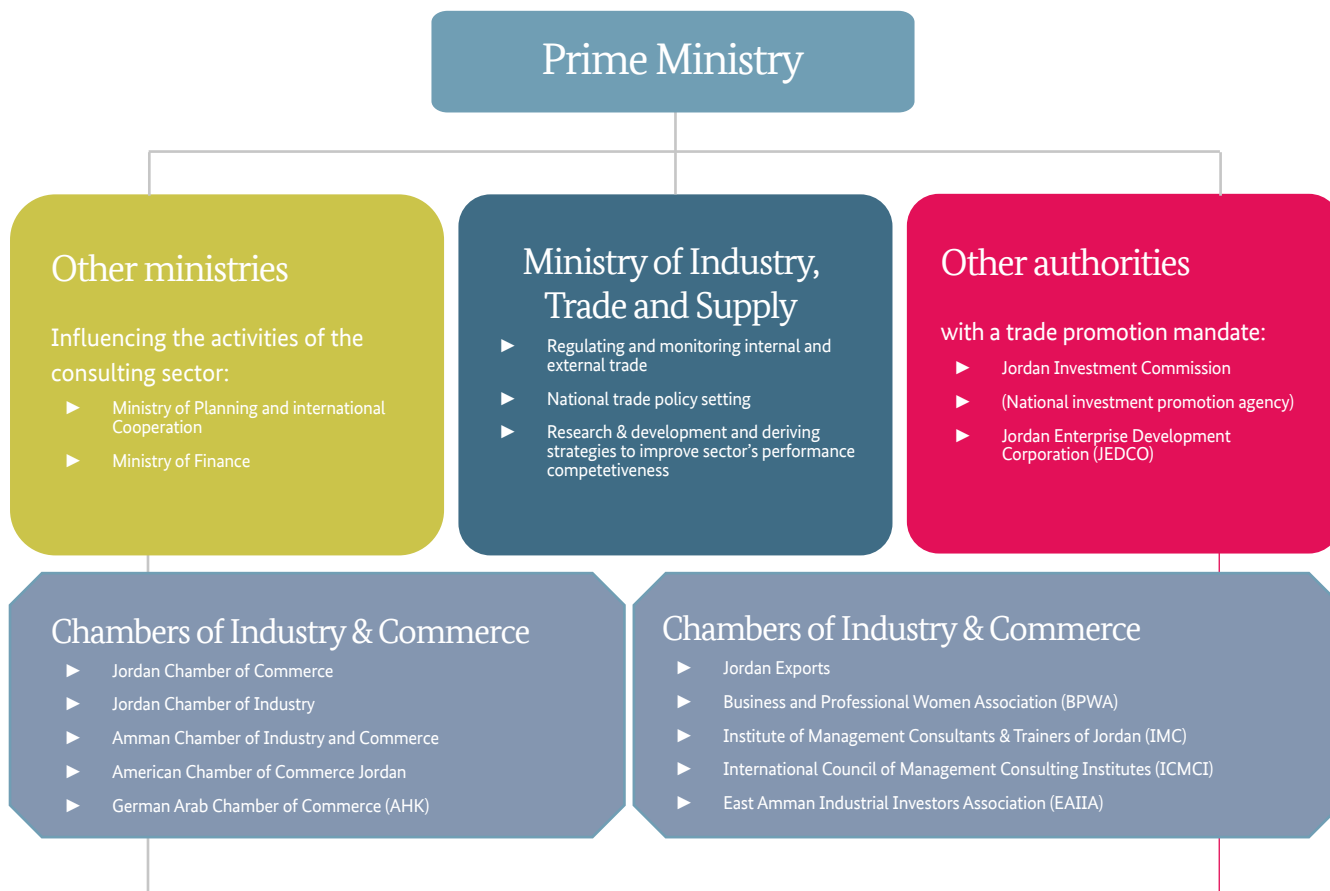 Prime Ministry
Other ministries
Influencing the activities of the
consulting sector:
► Ministry of Planning and international
Cooperation
► Ministry of Finance
Ministry of Industry,
Trade and Supply
► Regulating and monitoring internal and
external trade
► National trade policy setting
► Research & development and deriving
strategies to improve sector's performance
competetiveness
Other authorities
with a trade promotion mandate:
► Jordan Investment Commission
► (National investment promotion agency)
► Jordan Enterprise Development
Corporation (JEDCO)
Chambers of Industry & Commerce
► Jordan Chamber of Commerce
► Jordan Chamber of Industry
► Amman Chamber of Industry and Commerce
► American Chamber of Commerce Jordan
► German Arab Chamber of Commerce (AHK)
Chambers of Industry & Commerce
► Jordan Exports
► Business and Professional Women Association (BPWA)
► Institute of Management Consultants & Trainers of Jordan (IMC)
► International Council of Management Consulting Institutes (ICMCI)
► East Amman Industrial Investors Association (EAIIA)